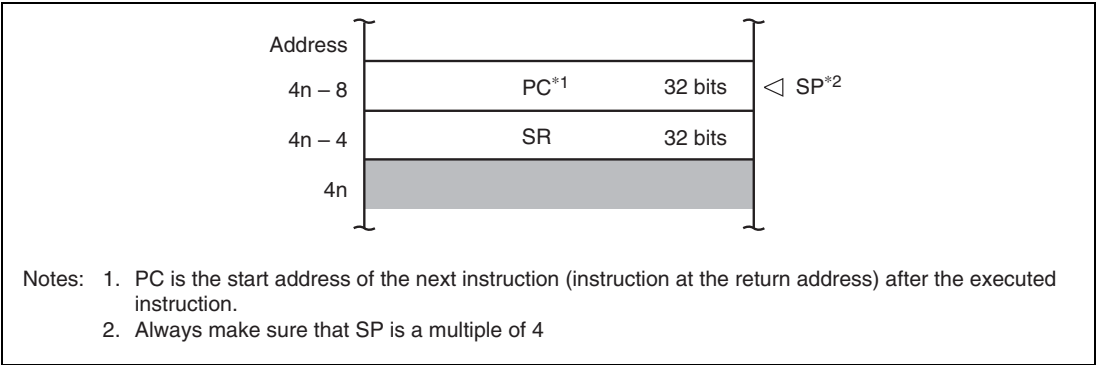 Address
4n – 8 PC*1 32 bits ◁ SP*2
4n – 4 SR 32 bits
4n
Notes: 1. PC is the start address of the next instruction (instruction at the return address) after the executed
instruction.
2. Always make sure that SP is a multiple of 4